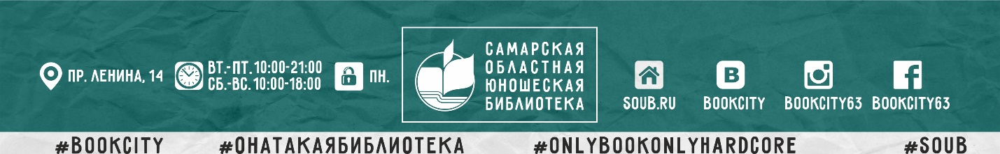 ПР. ЛЕНИНА, 14
ВТ.-ПТ. 10:00-21:00
СБ.-ВС. 10:00-18:00
ПН.
САМАРСКАЯ
ОБЛАСТНАЯ
ЮНОШЕСКАЯ
БИБЛИОТЕКА
SOUB.RU
BOOKCITY
BOOKCITY63
BOOKCITY63
#BOOKCITY
#ОНАТАКАЯБИБЛИОТЕКА
#ONLYBOOKONLYHARDCORE
#SOUB